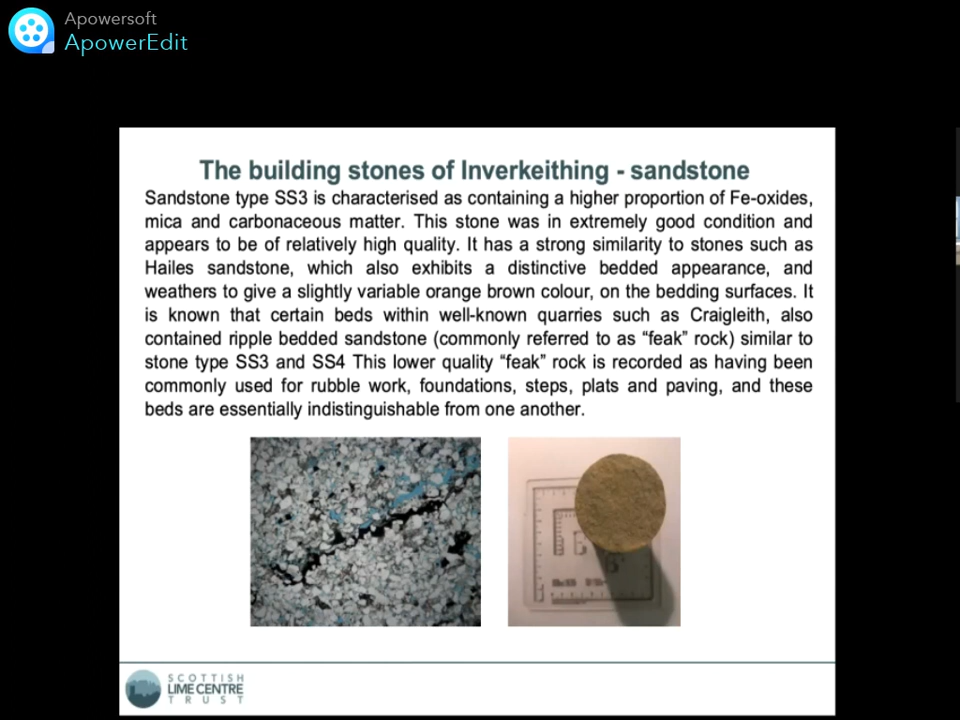 Apowersoft
ApowerEdit
The building stones of Inverkeithing - sandstone
Sandstone type SS3 is characterised as containing a higher proportion of Fe-oxides,
mica and carbonaceous matter. This stone was in extremely good condition and
appears to be of relatively high quality. It has a strong similarity to stones such as
Hailes sandstone, which also exhibits a distinctive bedded appearance, and
weathers to give a slightly variable orange brown colour, on the bedding surfaces. It
is known that certain beds within well-known quarries such as Craigleith, also
contained ripple bedded sandstone (commonly referred to as “feak” rock) similar to
stone type SS3 and SS4 This lower quality “feak” rock is recorded as having been
commonly used for rubble work, foundations, steps, plats and paving, and these
beds are essentially indistinguishable from one another.
SCOTTISH
LIME CENTRE
TRUST